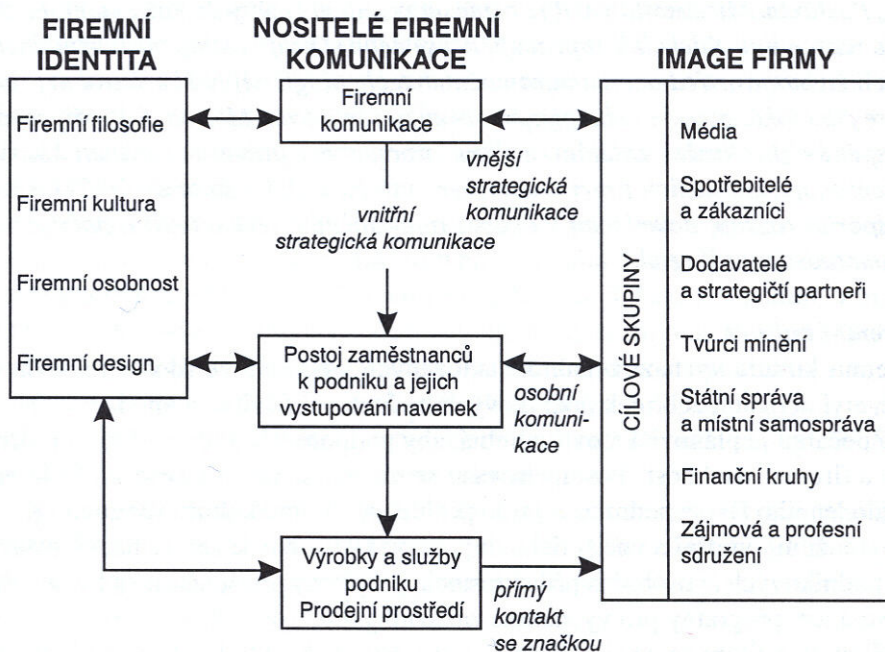 FIREMNÍ
IDENTITA
Firemní filosofie
Firemní kultura
Firemní osobnost
Firemní design
NOSITELÉ FIREMNÍ
KOMUNIKACE
Firemní
komunikace
vnitřní
strategická komunikace
Postoj zaměstnanců
k podniku a jejich
vystupování navenek
Výrobky a služby
podniku
Prodejní prostředí
vnější
strategická
komunikace
osobní
komuni-
kace
přímý
kontakt
se značkou
IMAGE FIRMY
CÍLOVÉ SKUPINY
Média
Spotřebitelé
a zákazníci
Dodavatelé
a strategičtí partneři
Tvůrci mínění
Státní správa
a místní samospráva
Finanční kruhy
Zájmová a profesní
sdružení